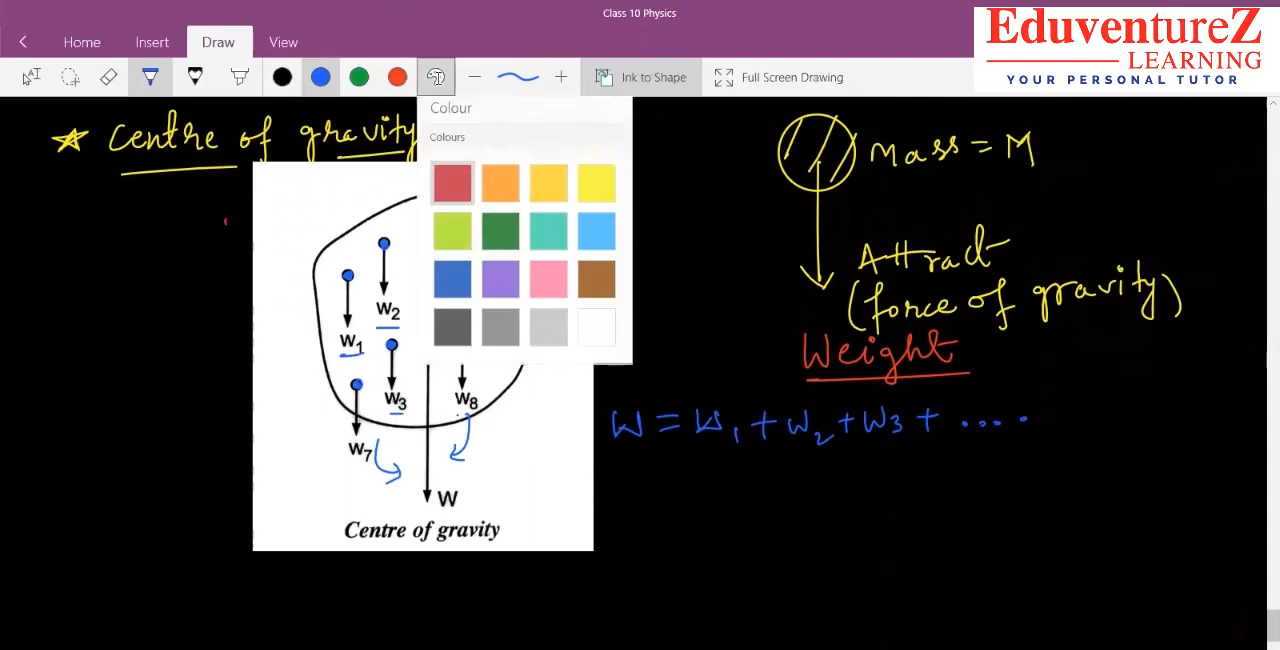 Class 10 Physics
EduventureZ
LEARNING
YOUR PERSONAL TUTOR
Home Insert Draw View
Ink to Shape Full Screen Drawing
Colour
Colours
Centre of gravity
Mass = M
Attract
(force of gravity)
Weight
W = W1 + W2 + W3 + .....
W2
W1
W3
W8
W7
W
Centre of gravity